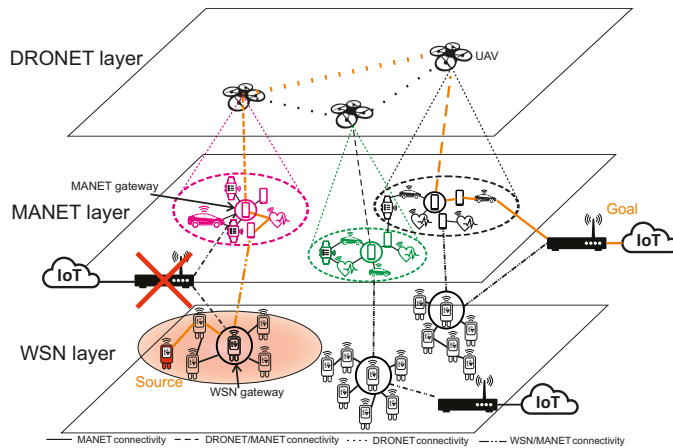 DRONET layer
UAV
MANET gateway
MANET layer
Goal
IoT
IoT
WSN layer
Source
WSN gateway
IoT
MANET connectivity DRONET/MANET connectivity DRONET connectivity WSN/MANET connectivity